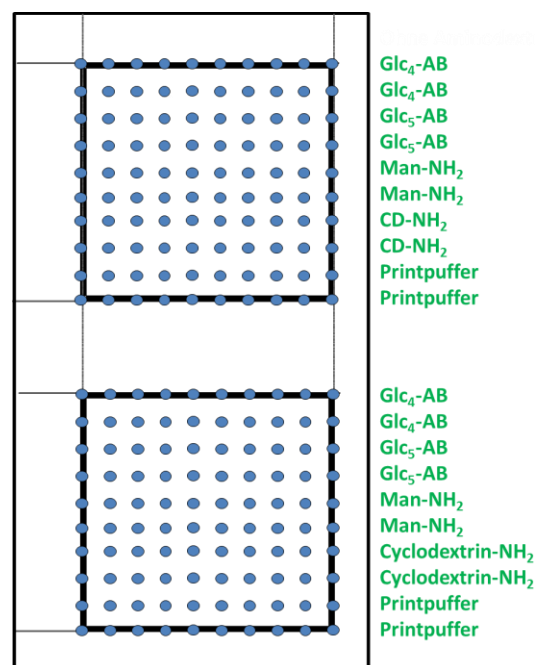 Glc₄-AB
Glc₄-AB
Glc₅-AB
Glc₅-AB
Man-NH₂
Man-NH₂
CD-NH₂
CD-NH₂
Printpuffer
Printpuffer
Glc₄-AB
Glc₄-AB
Glc₅-AB
Glc₅-AB
Man-NH₂
Man-NH₂
Cyclodextrin-NH₂
Cyclodextrin-NH₂
Printpuffer
Printpuffer